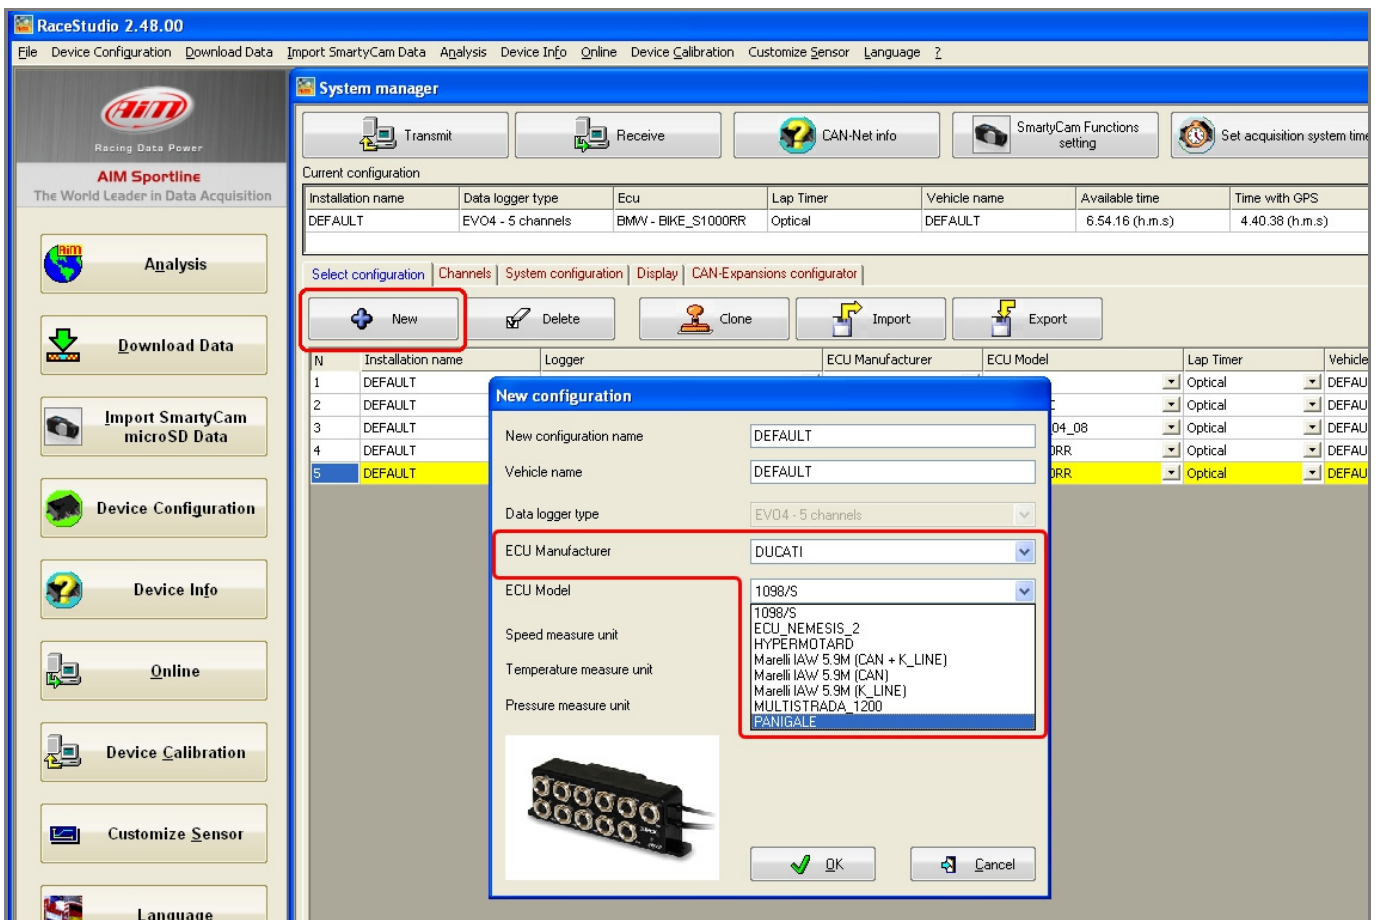 RaceStudio 2.48.00
File Device Configuration Download Data Import SmartyCam Data Analysis Device Info Online Device Calibration Customize Sensor Language ?
AiM
Racing Data Power
AIM Sportline
The World Leader in Data Acquisition
Analysis
Download Data
Import SmartyCam
microSD Data
Device Configuration
Device Info
Online
Device Calibration
Customize Sensor
Language
System manager
Transmit Receive CAN-Net info SmartyCam Functions setting Set acquisition system time
Current configuration
Installation name Data logger type Ecu Lap Timer Vehicle name Available time Time with GPS
DEFAULT EVO4 - 5 channels BMW - BIKE_S1000RR Optical DEFAULT 6.54.16 (h.m.s) 4.40.38 (h.m.s)
Select configuration Channels System configuration Display CAN-Expansions configurator
New Delete Clone Import Export
N Installation name Logger ECU Manufacturer ECU Model Lap Timer Vehicle
1 DEFAULT Optical DEFAU
2 DEFAULT Optical DEFAU
3 DEFAULT _04_08 Optical DEFAU
4 DEFAULT RR Optical DEFAU
5 DEFAULT RR Optical DEFAU
New configuration
New configuration name DEFAULT
Vehicle name DEFAULT
Data logger type EVO4 - 5 channels
ECU Manufacturer DUCATI
ECU Model 1098/S
1098/S
ECU_NEMESIS_2
HYPERMOTARD
Marelli IAW 5.9M (CAN + K_LINE)
Marelli IAW 5.9M (CAN)
Marelli IAW 5.9M (K_LINE)
MULTISTRADA_1200
PANIGALE
Speed measure unit
Temperature measure unit
Pressure measure unit
OK Cancel